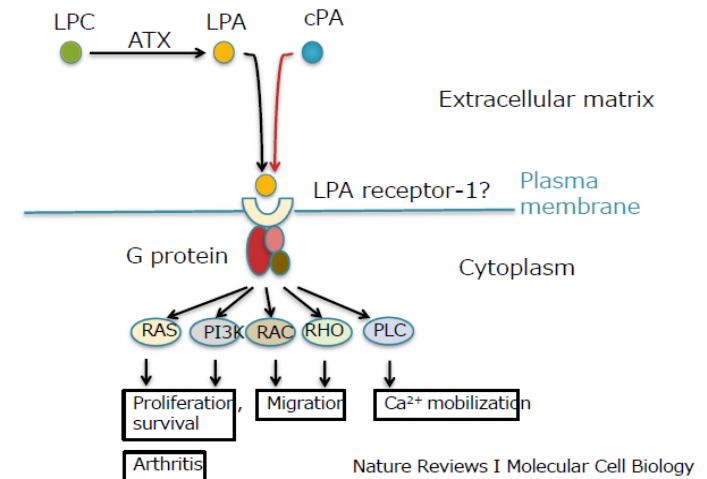 LPC
ATX
LPA
cPA
Extracellular matrix
LPA receptor-1?
Plasma
membrane
G protein
Cytoplasm
RAS
PI3K
RAC
RHO
PLC
Proliferation,
survival
Migration
Ca²⁺ mobilization
Arthritis
Nature Reviews I Molecular Cell Biology